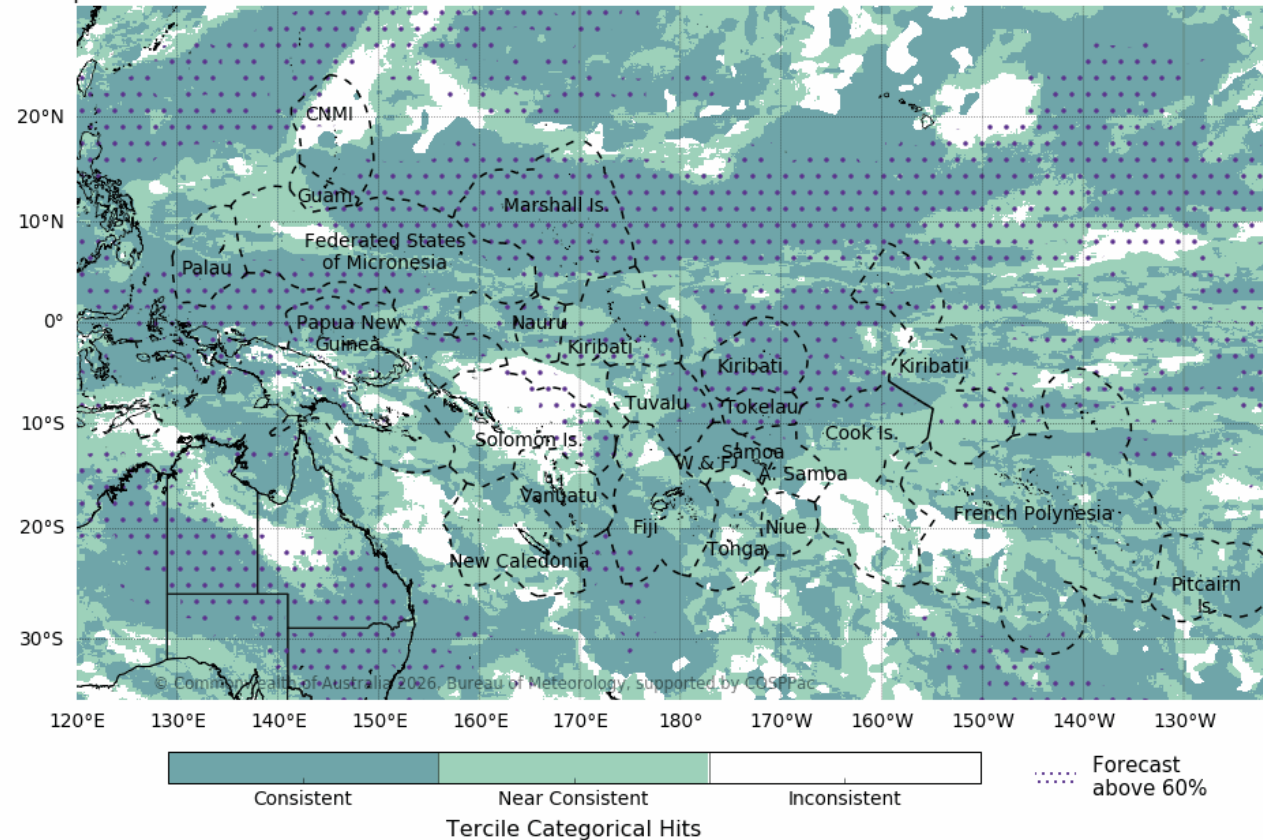 20°N
10°N
0°
10°S
20°S
30°S
CNMI
Guam
Marshall Is.
Federated States
of Micronesia
Palau
Papua New
Guinea
Nauru
Kiribati
Kiribati
Kiribati
Tuvalu
Tokelau
Cook Is.
Solomon Is.
Samoa
W & F
A. Samoa
Vanuatu
Fiji
Niue
French Polynesia
Tonga
New Caledonia
Pitcairn
Is.
© Commonwealth of Australia 2026, Bureau of Meteorology, supported by COSPPac
120°E 130°E 140°E 150°E 160°E 170°E 180° 170°W 160°W 150°W 140°W 130°W
Consistent Near Consistent Inconsistent
Tercile Categorical Hits
Forecast
above 60%